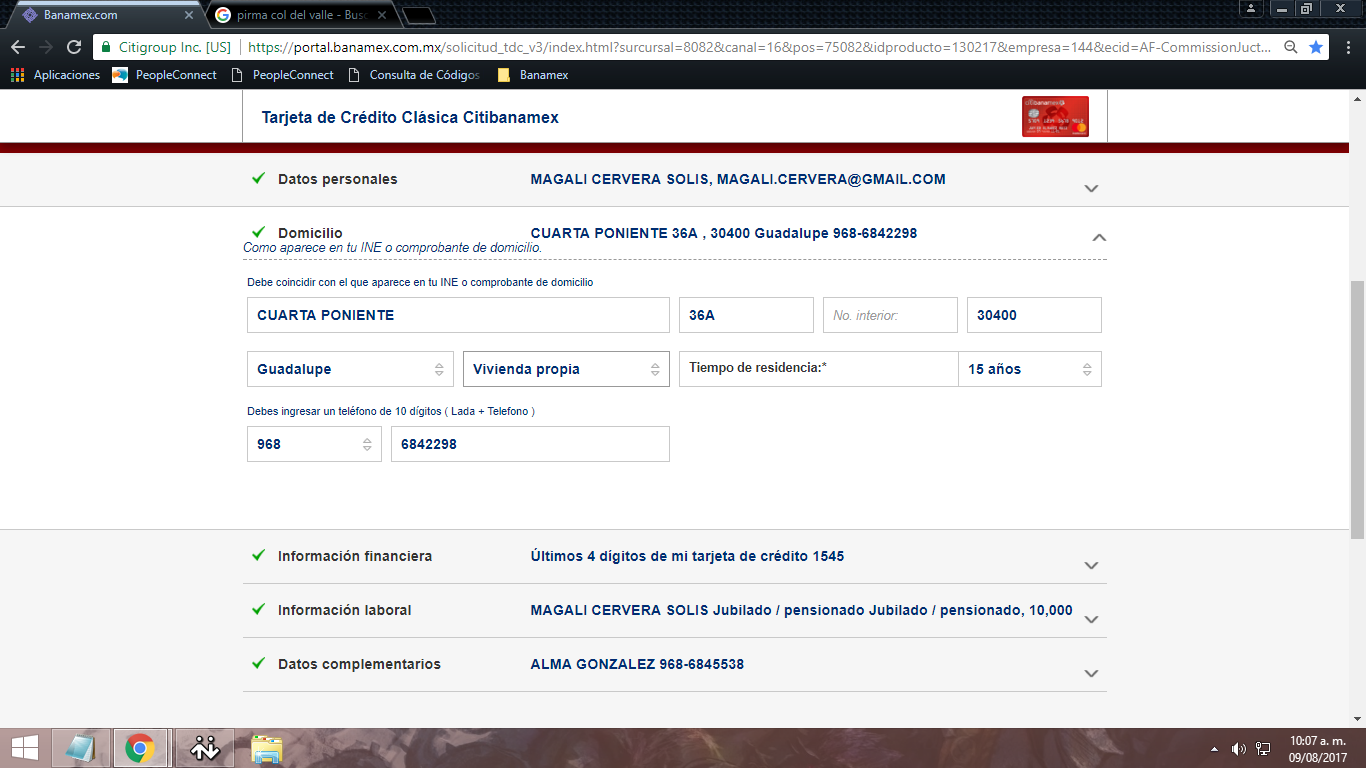 Banamex.com
pirma col del valle - Busc
Citigroup Inc. [US] https://portal.banamex.com.mx/solicitud_tdc_v3/index.html?sucursal=8082&canal=16&pos=75082&idproducto=130217&empresa=144&ecid=AF-CommissionJuct...
Aplicaciones PeopleConnect PeopleConnect Consulta de Códigos Banamex
Tarjeta de Crédito Clásica Citibanamex
citibanamex
Datos personales MAGALI CERVERA SOLIS, MAGALI.CERVERA@GMAIL.COM
Domicilio CUARTA PONIENTE 36A , 30400 Guadalupe 968-6842298
Como aparece en tu INE o comprobante de domicilio.
Debe coincidir con el que aparece en tu INE o comprobante de domicilio
CUARTA PONIENTE 36A No. interior: 30400
Guadalupe Vivienda propia Tiempo de residencia:* 15 años
Debes ingresar un teléfono de 10 dígitos ( Lada + Telefono )
968 6842298
Información financiera Últimos 4 dígitos de mi tarjeta de crédito 1545
Información laboral MAGALI CERVERA SOLIS Jubilado / pensionado Jubilado / pensionado, 10,000
Datos complementarios ALMA GONZALEZ 968-6845538
10:07 a. m.
09/08/2017